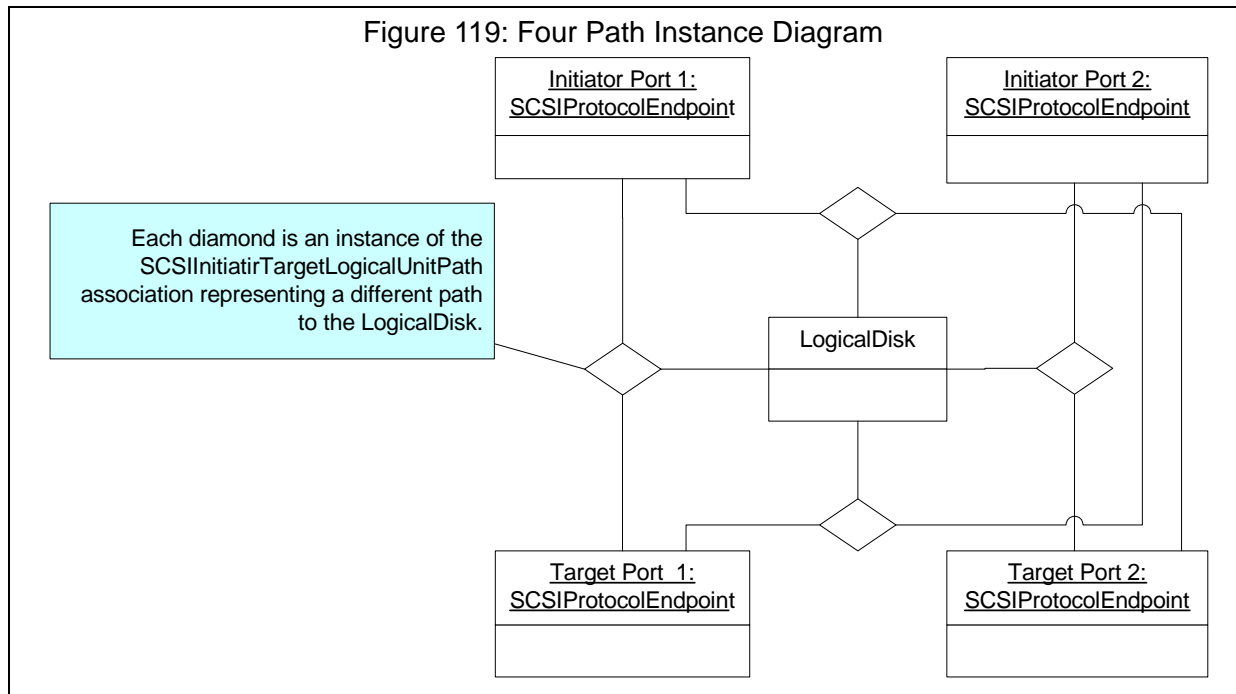 Figure 119: Four Path Instance Diagram
Initiator Port 1:
SCSIProtocolEndpoint
Initiator Port 2:
SCSIProtocolEndpoint
Each diamond is an instance of the
SCSIInitiatirTargetLogicalUnitPath
association representing a different path
to the LogicalDisk.
LogicalDisk
Target Port 1:
SCSIProtocolEndpoint
Target Port 2:
SCSIProtocolEndpoint